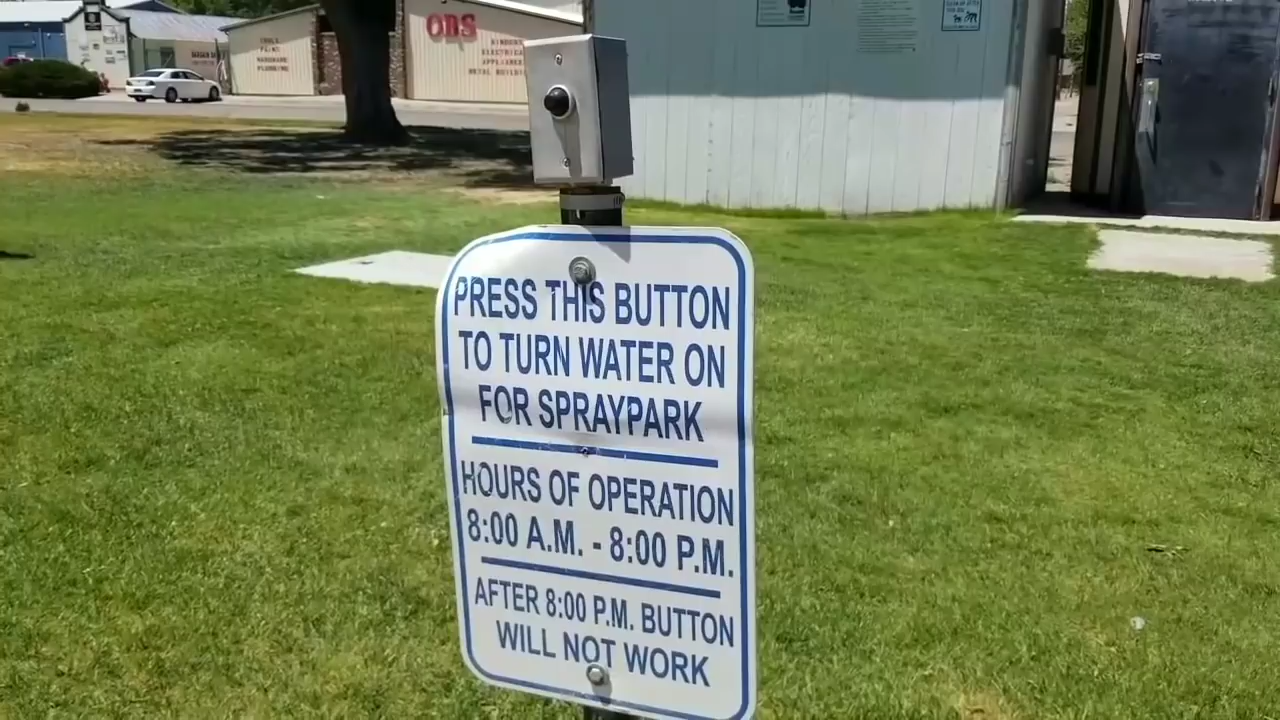 OBS
PRESS THIS BUTTON
TO TURN WATER ON
FOR SPRAYPARK
HOURS OF OPERATION
8:00 A.M. - 8:00 P.M.
AFTER 8:00 P.M. BUTTON
WILL NOT WORK